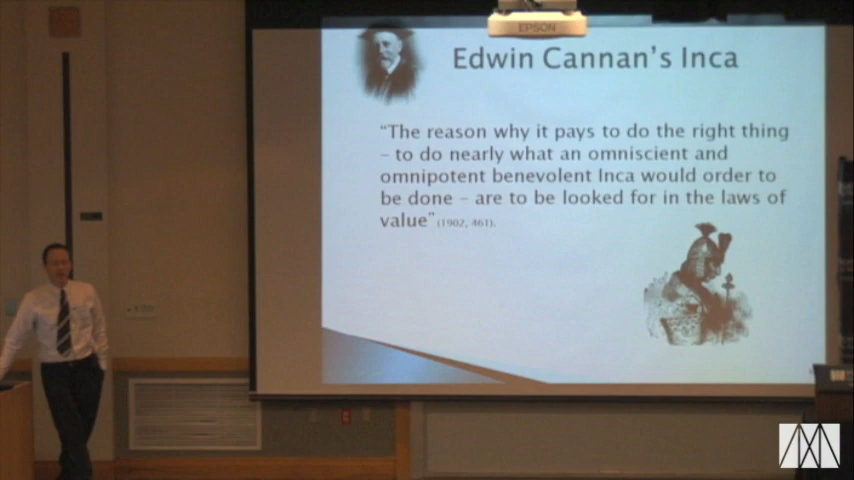 EPSON
Edwin Cannan's Inca
"The reason why it pays to do the right thing
– to do nearly what an omniscient and
omnipotent benevolent Inca would order to
be done – are to be looked for in the laws of
value" (1902, 461).